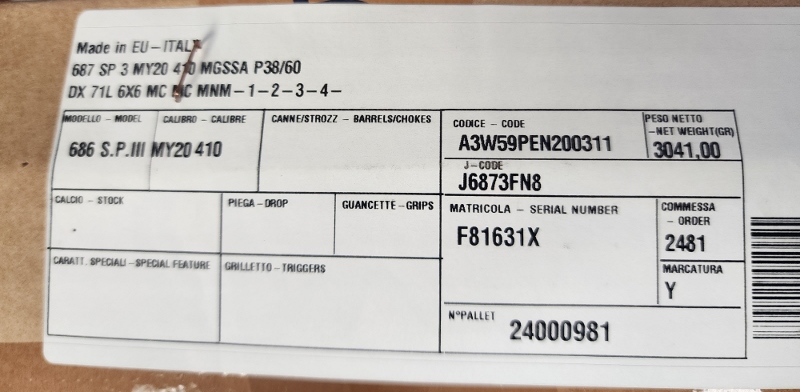 Made in EU-ITALY
687 SP 3 MY20 410 MGSSA P38/60
DX 71L 6X6 MC MC MNM-1-2-3-4-
MODELLO - MODEL CALIBRO - CALIBRE CANNE/STROZZ - BARRELS/CHOKES CODICE - CODE PESO NETTO
-NET WEIGHT(GR)
686 S.P.III MY20 410 A3W59PEN200311 3041,00
J-CODE
J6873FN8
CALCIO - STOCK PIEGA-DROP GUANCETTE-GRIPS MATRICOLA - SERIAL NUMBER COMMESSA
- ORDER
F81631X 2481
CARATT. SPECIALI-SPECIAL FEATURE GRILLETTO-TRIGGERS MARCATURA
Y
N°PALLET 24000981